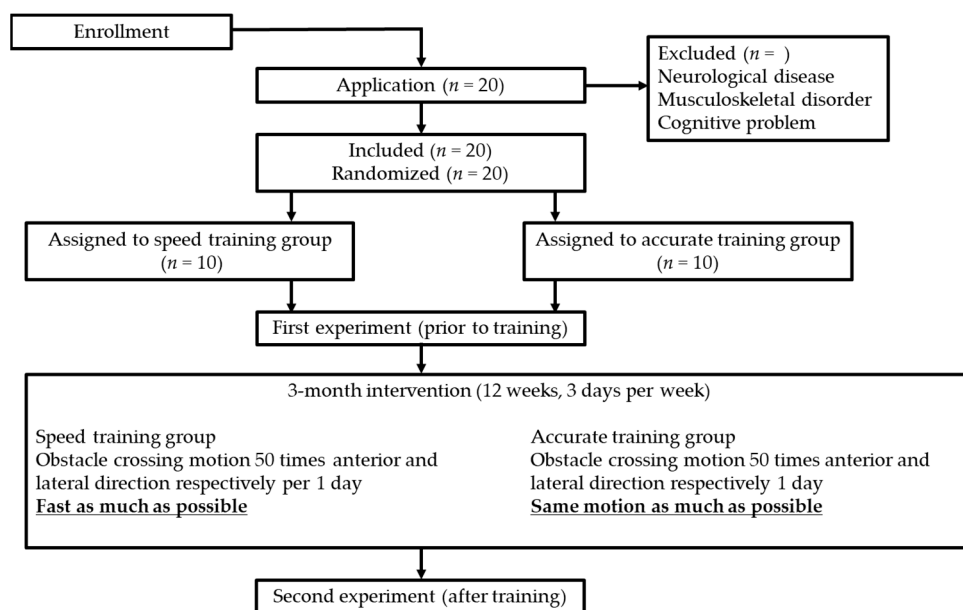 Enrollment
Application (n = 20)
Excluded (n = )
Neurological disease
Musculoskeletal disorder
Cognitive problem
Included (n = 20)
Randomized (n = 20)
Assigned to speed training group
(n = 10)
Assigned to accurate training group
(n = 10)
First experiment (prior to training)
3-month intervention (12 weeks, 3 days per week)
Speed training group
Obstacle crossing motion 50 times anterior and
lateral direction respectively per 1 day
Fast as much as possible
Accurate training group
Obstacle crossing motion 50 times anterior and
lateral direction respectively 1 day
Same motion as much as possible
Second experiment (after training)